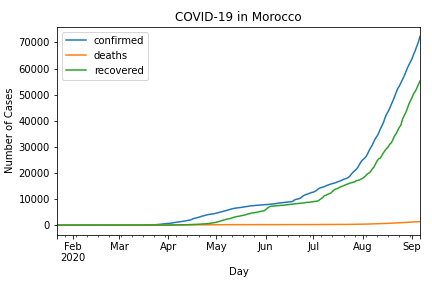 COVID-19 in Morocco
confirmed
deaths
recovered
Number of Cases
70000
60000
50000
40000
30000
20000
10000
0
Feb Mar Apr May Jun Jul Aug Sep
2020
Day